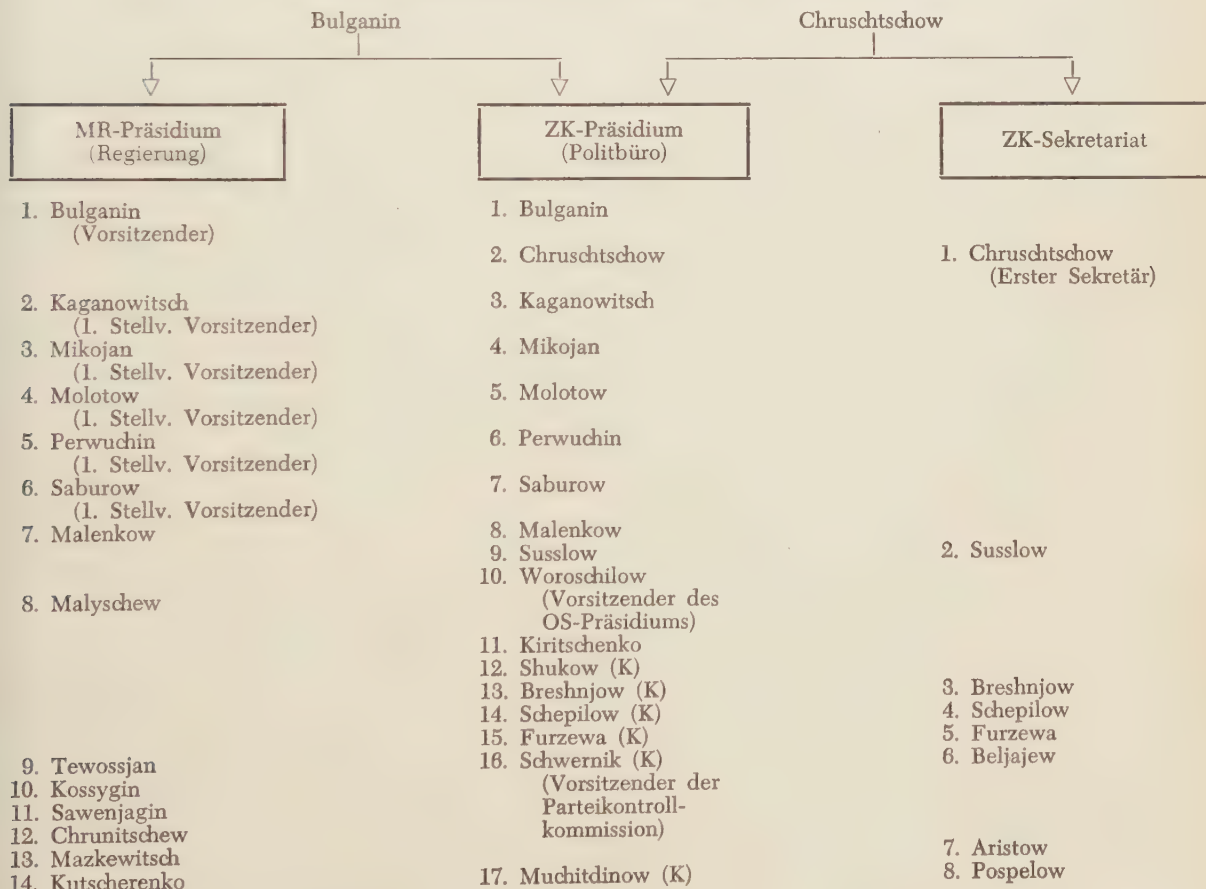 Bulganin
Chruschtschow
MR-Präsidium
(Regierung)
1. Bulganin
(Vorsitzender)
2. Kaganowitsch
(1. Stellv. Vorsitzender)
3. Mikojan
(1. Stellv. Vorsitzender)
4. Molotow
(1. Stellv. Vorsitzender)
5. Perwuchin
(1. Stellv. Vorsitzender)
6. Saburow
(1. Stellv. Vorsitzender)
7. Malenkow
8. Malyschew
9. Tewossjan
10. Kossygin
11. Sawenjagin
12. Chrunitschew
13. Mazkewitsch
14. Kutscherenko
ZK-Präsidium
(Politbüro)
1. Bulganin
2. Chruschtschow
3. Kaganowitsch
4. Mikojan
5. Molotow
6. Perwuchin
7. Saburow
8. Malenkow
9. Susslow
10. Woroschilow
(Vorsitzender des
OS-Präsidiums)
11. Kiritschenko
12. Shukow (K)
13. Breshnjow (K)
14. Schepilow (K)
15. Furzewa (K)
16. Schwernik (K)
(Vorsitzender der
Parteikontroll-
kommission)
17. Muchitdinow (K)
ZK-Sekretariat
1. Chruschtschow
(Erster Sekretär)
2. Susslow
3. Breshnjow
4. Schepilow
5. Furzewa
6. Beljajew
7. Aristow
8. Pospelow